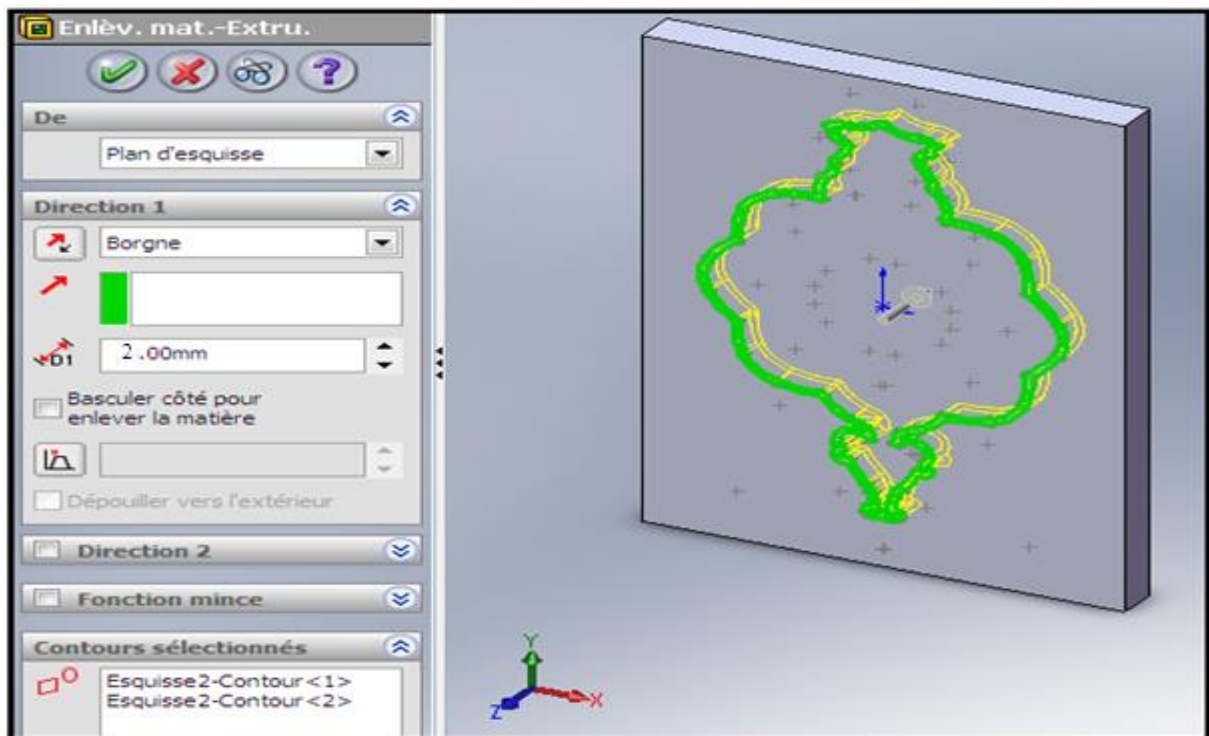 Enlèv. mat.-Extru.
?
De
Plan d'esquisse
Direction 1
Borgne
D1
2.00mm
Basculer côté pour
enlever la matière
Dépouiller vers l'extérieur
Direction 2
Fonction mince
Contours sélectionnés
Esquisse2-Contour<1>
Esquisse2-Contour<2>
Y
X
Z